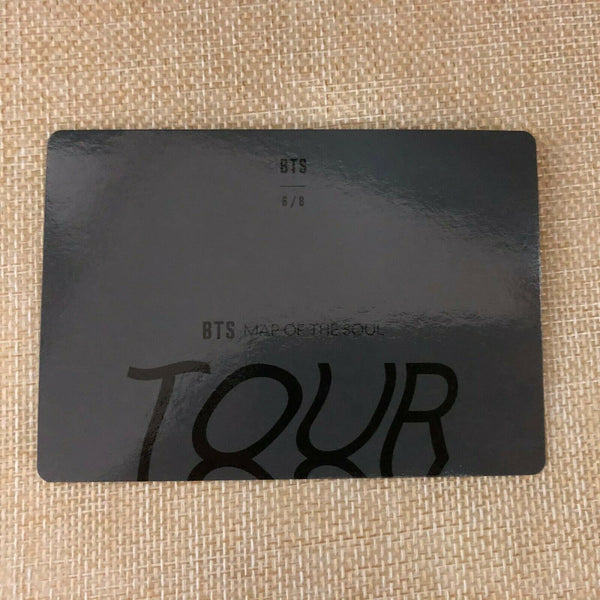 BTS
6/8
BTS MAP OF THE SOUL
TOUR